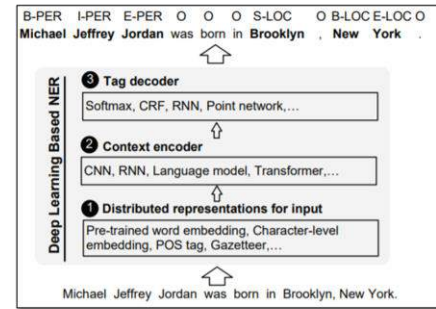 B-PER I-PER E-PER O O O S-LOC O B-LOC E-LOC O
Michael Jeffrey Jordan was born in Brooklyn , New York .
Deep Learning Based NER
3 Tag decoder
Softmax, CRF, RNN, Point network,...
2 Context encoder
CNN, RNN, Language model, Transformer,...
1 Distributed representations for input
Pre-trained word embedding, Character-level
embedding, POS tag, Gazetteer,...
Michael Jeffrey Jordan was born in Brooklyn, New York.